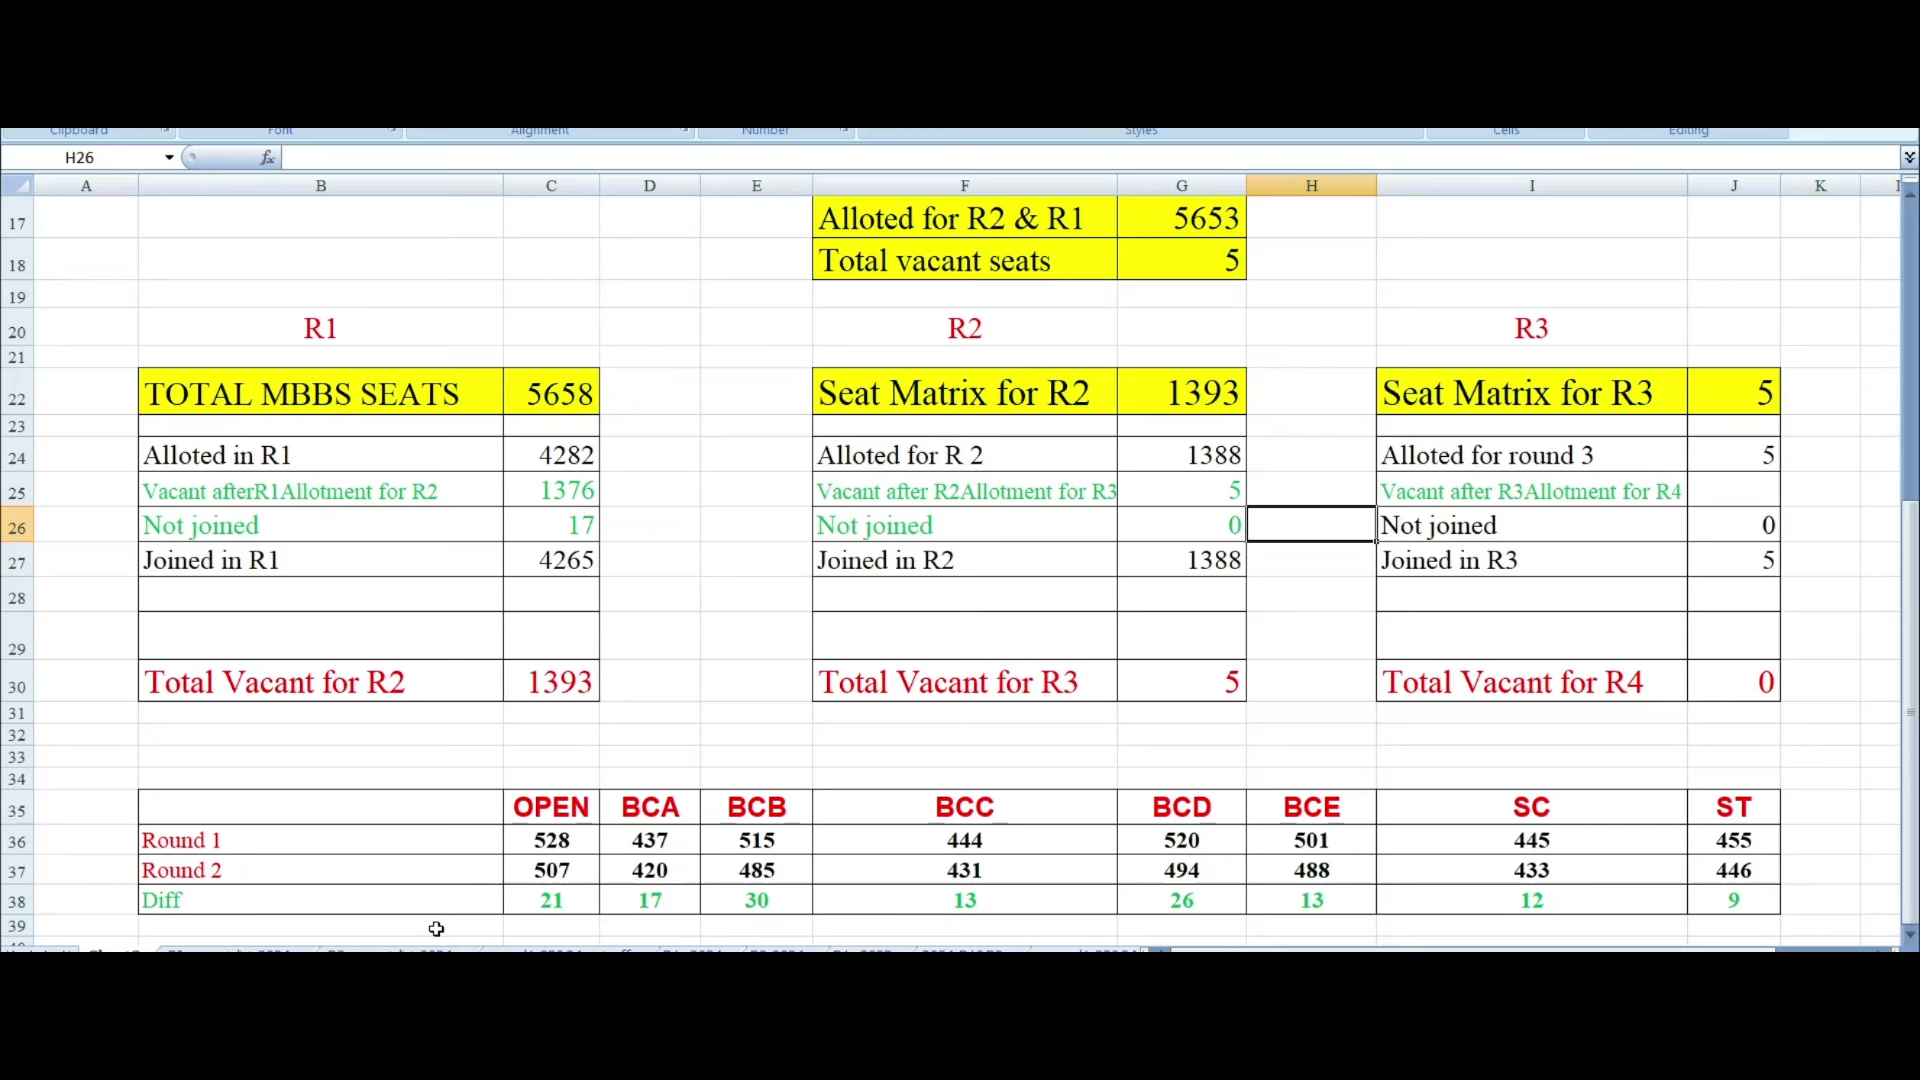 Clipboard Font Alignment Number Styles Cells Editing
H26 fx
A B C D E F G H I J K
17 Alloted for R2 & R1 5653
18 Total vacant seats 5
19
20 R1 R2 R3
21
22 TOTAL MBBS SEATS 5658 Seat Matrix for R2 1393 Seat Matrix for R3 5
23
24 Alloted in R1 4282 Alloted for R 2 1388 Alloted for round 3 5
25 Vacant afterR1Allotment for R2 1376 Vacant after R2Allotment for R3 5 Vacant after R3Allotment for R4
26 Not joined 17 Not joined 0 Not joined 0
27 Joined in R1 4265 Joined in R2 1388 Joined in R3 5
28
29
30 Total Vacant for R2 1393 Total Vacant for R3 5 Total Vacant for R4 0
31
32
33
34
35 OPEN BCA BCB BCC BCD BCE SC ST
36 Round 1 528 437 515 444 520 501 445 455
37 Round 2 507 420 485 431 494 488 433 446
38 Diff 21 17 30 13 26 13 12 9
39